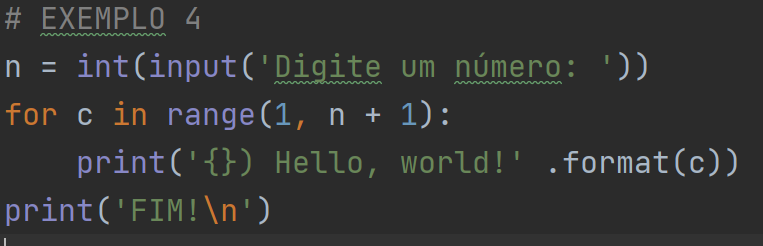 # EXEMPLO 4
n = int(input('Digite um número: '))
for c in range(1, n + 1):
    print('{}) Hello, world!' .format(c))
print('FIM!\n')